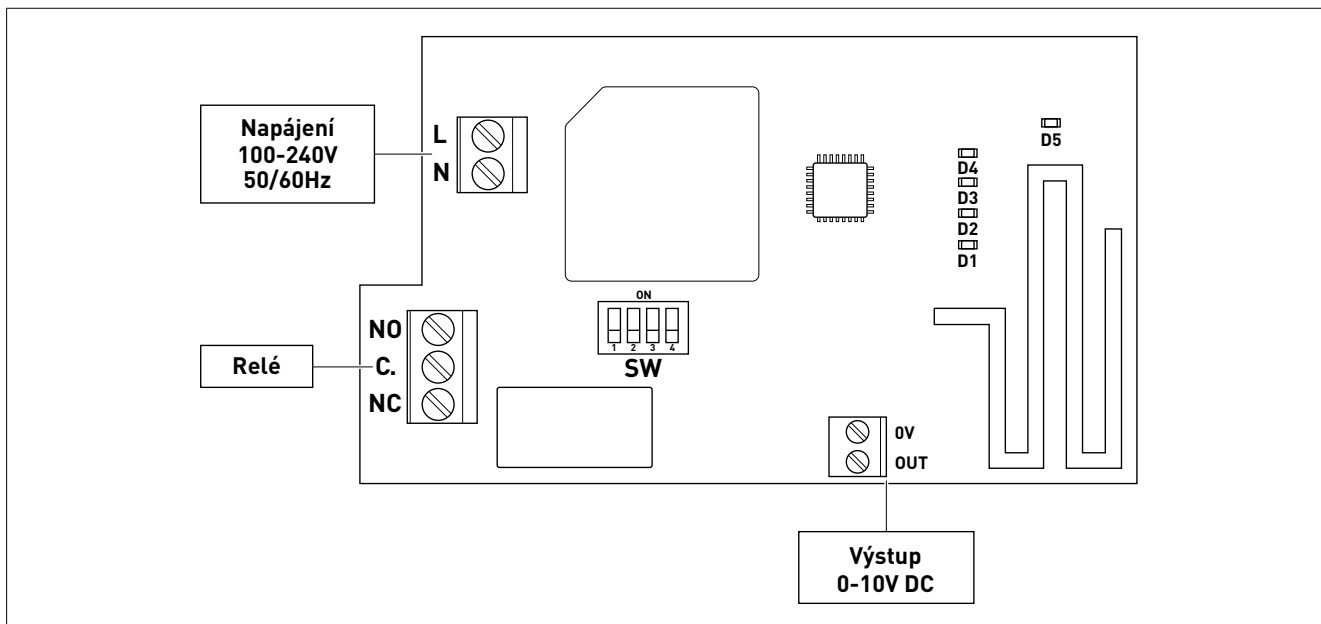 Napájení
100-240V
50/60Hz
L
N
D5
D4
D3
D2
D1
ON
1 2 3 4
SW
NO
C.
NC
Relé
0V
OUT
Výstup
0-10V DC